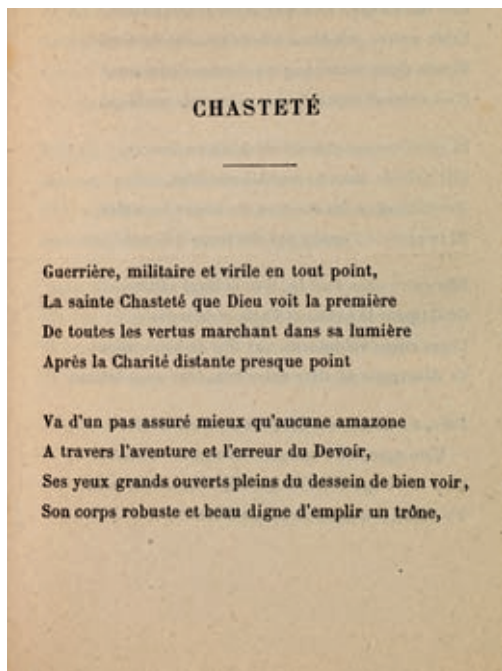 CHASTETÉ
Guerrière, militaire et virile en tout point,
La sainte Chasteté que Dieu voit la première
De toutes les vertus marchant dans sa lumière
Après la Charité distante presque point
Va d'un pas assuré mieux qu'aucune amazone
A travers l'aventure et l'erreur du Devoir,
Ses yeux grands ouverts pleins du dessein de bien voir,
Son corps robuste et beau digne d'emplir un trône,